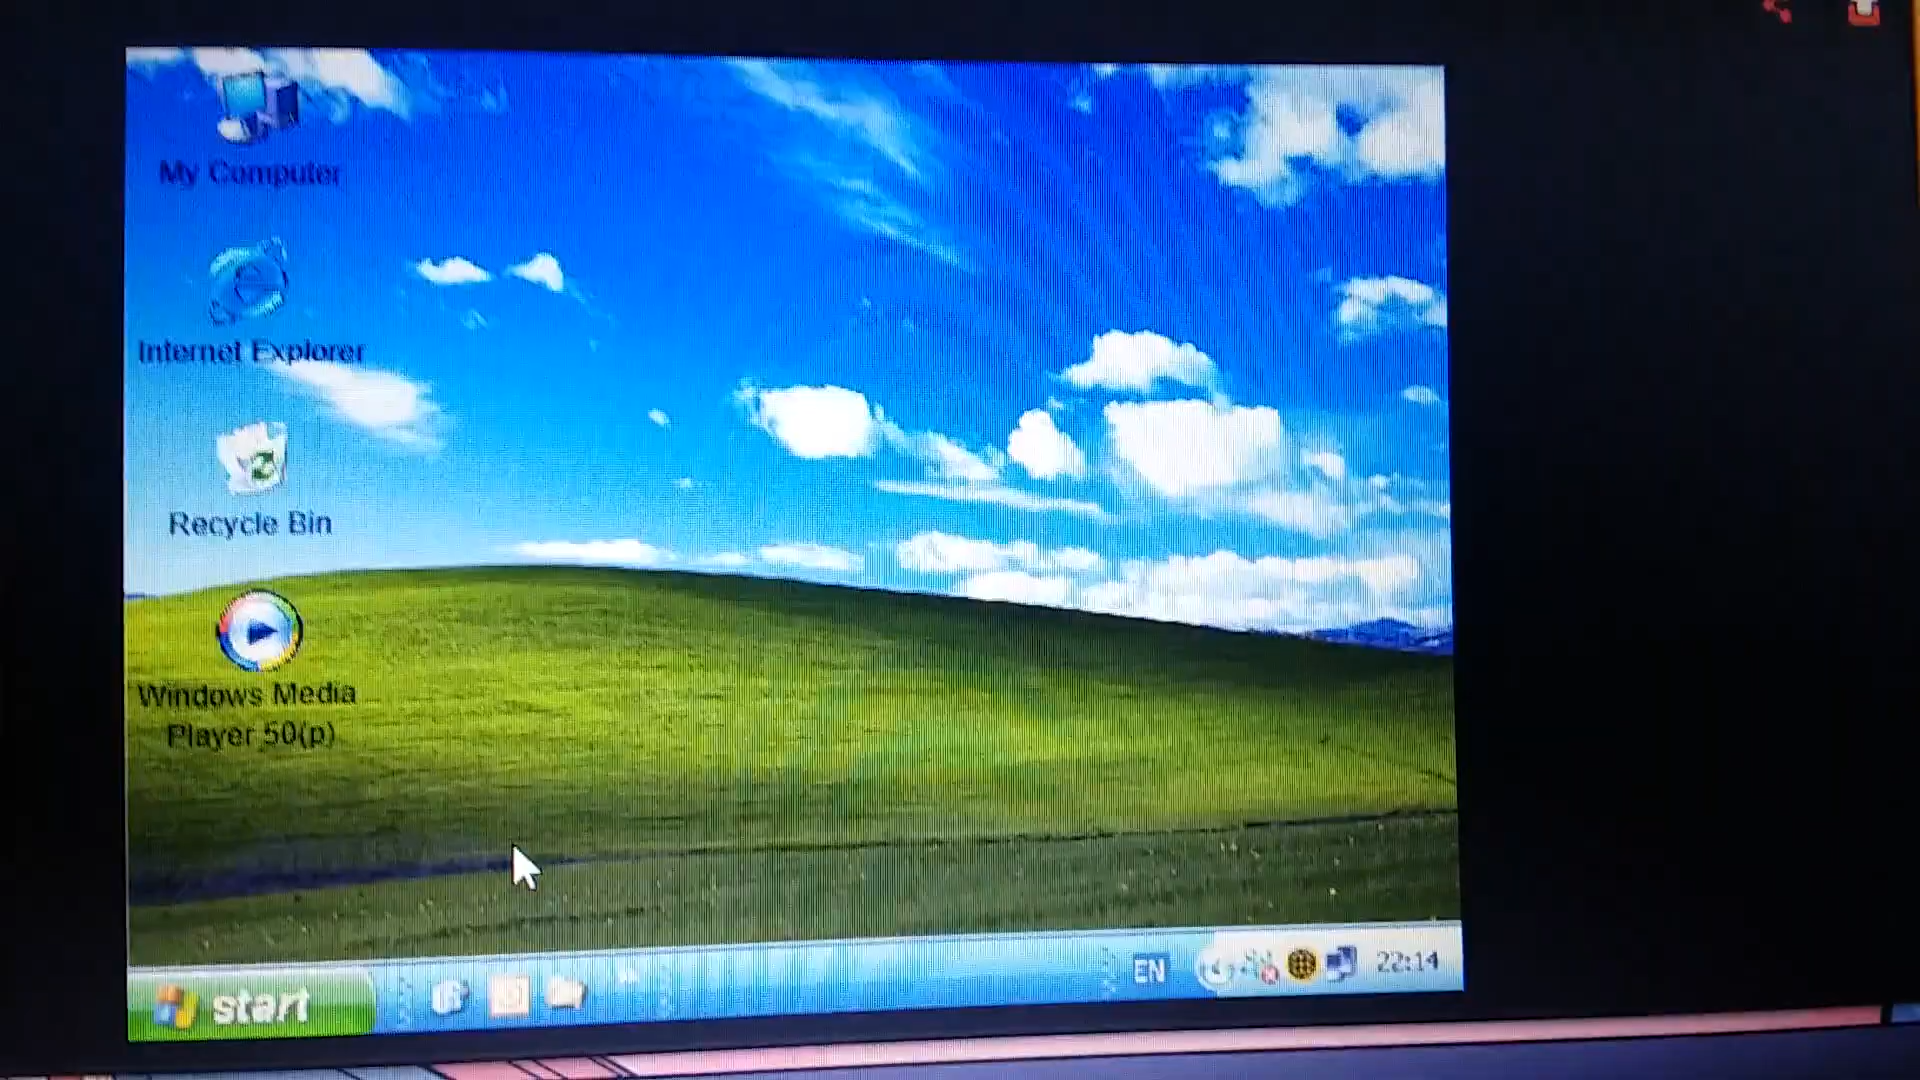 My Computer
Internet Explorer
Recycle Bin
Windows Media
Player 50(p)
start
EN
22:14